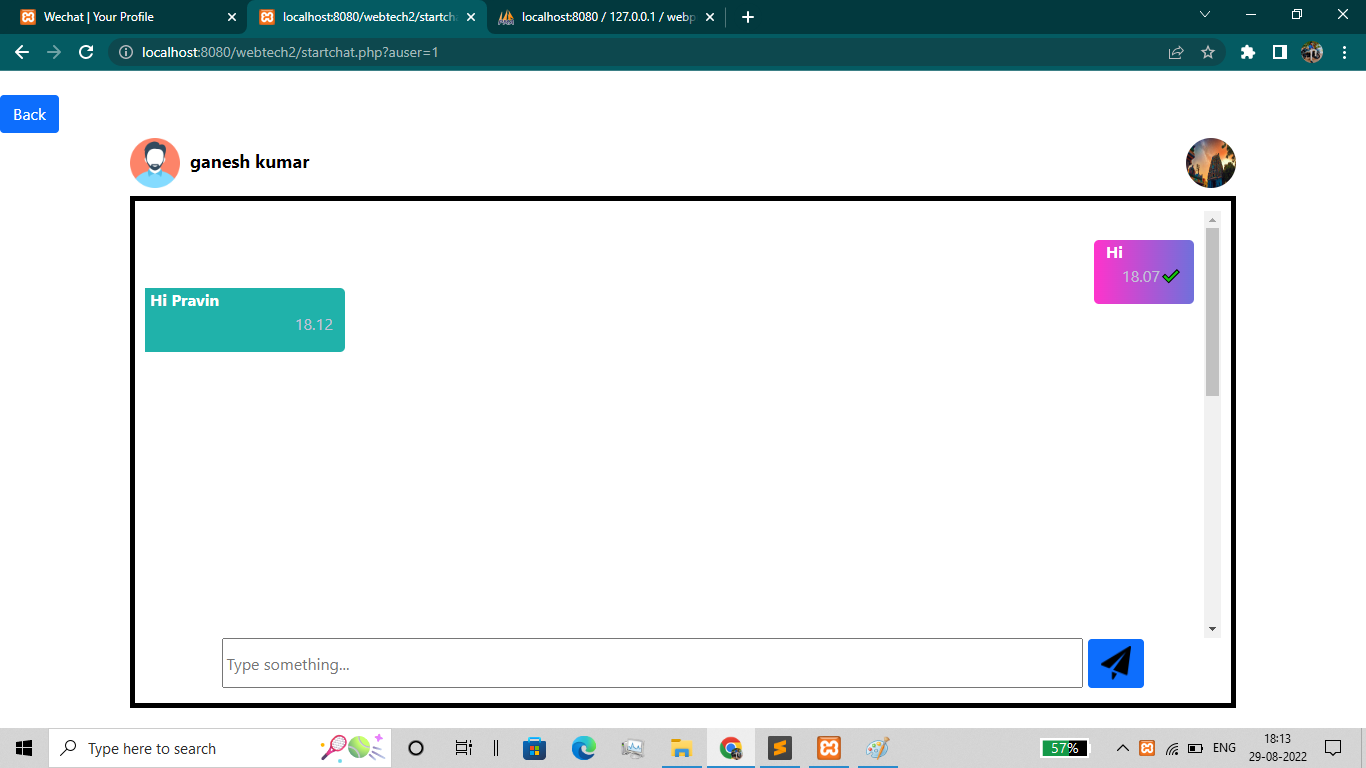 Wechat | Your Profile
localhost:8080/webtech2/startcha
localhost:8080 / 127.0.0.1 / webp
localhost:8080/webtech2/startchat.php?auser=1
Back
ganesh kumar
Hi
18.07
Hi Pravin
18.12
Type something...
Type here to search
57%
ENG
18:13
29-08-2022